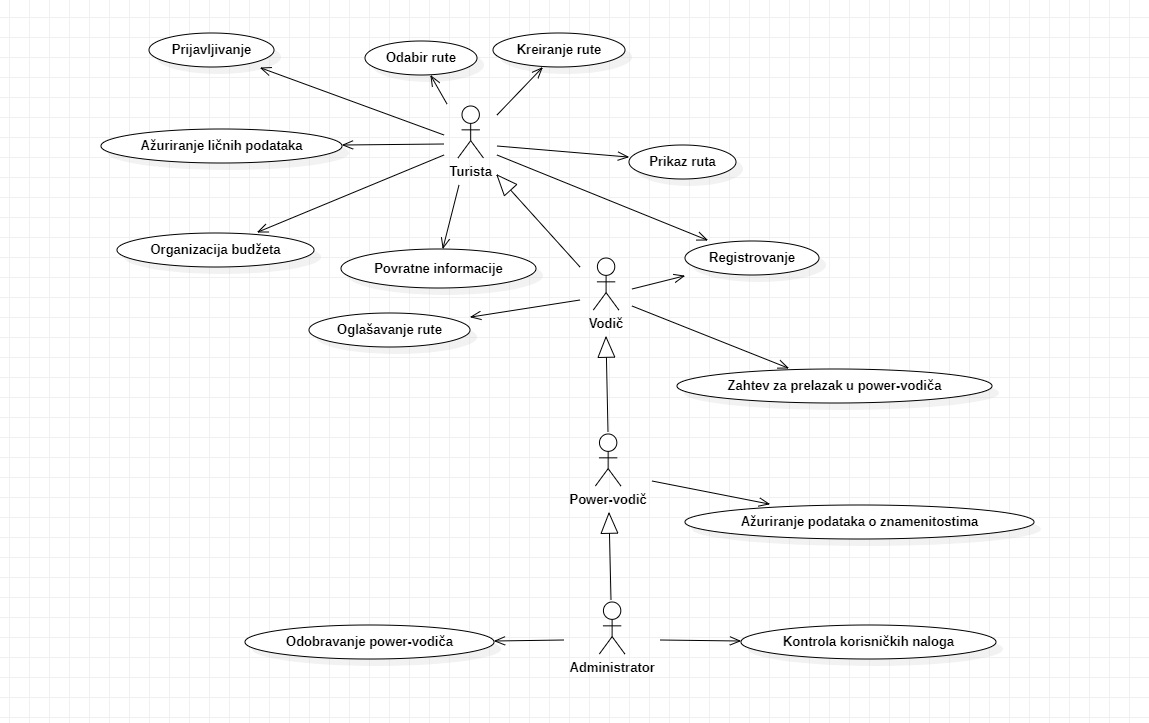 Prijavljivanje
Odabir rute
Kreiranje rute
Ažuriranje ličnih podataka
Prikaz ruta
Turista
Organizacija budžeta
Povratne informacije
Registrovanje
Oglašavanje rute
Vodič
Zahtev za prelazak u power-vodiča
Power-vodič
Ažuriranje podataka o znamenitostima
Odobravanje power-vodiča
Kontrola korisničkih naloga
Administrator